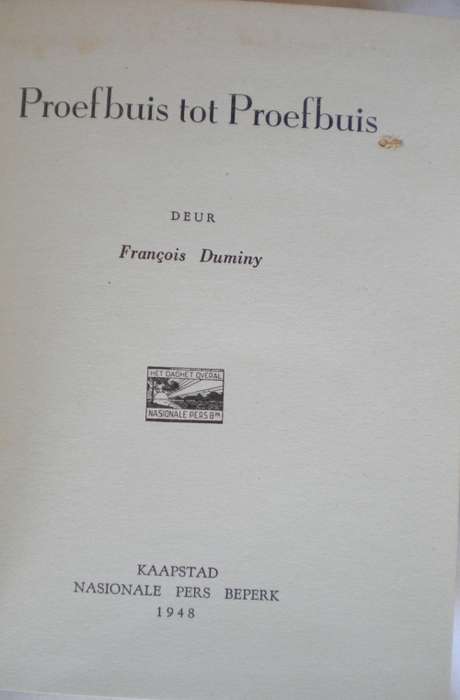 Proefbuis tot Proefbuis
DEUR
François Duminy
HET DAGHET OVERAL
NASIONALE PERS BPK
KAAPSTAD
NASIONALE PERS BEPERK
1948